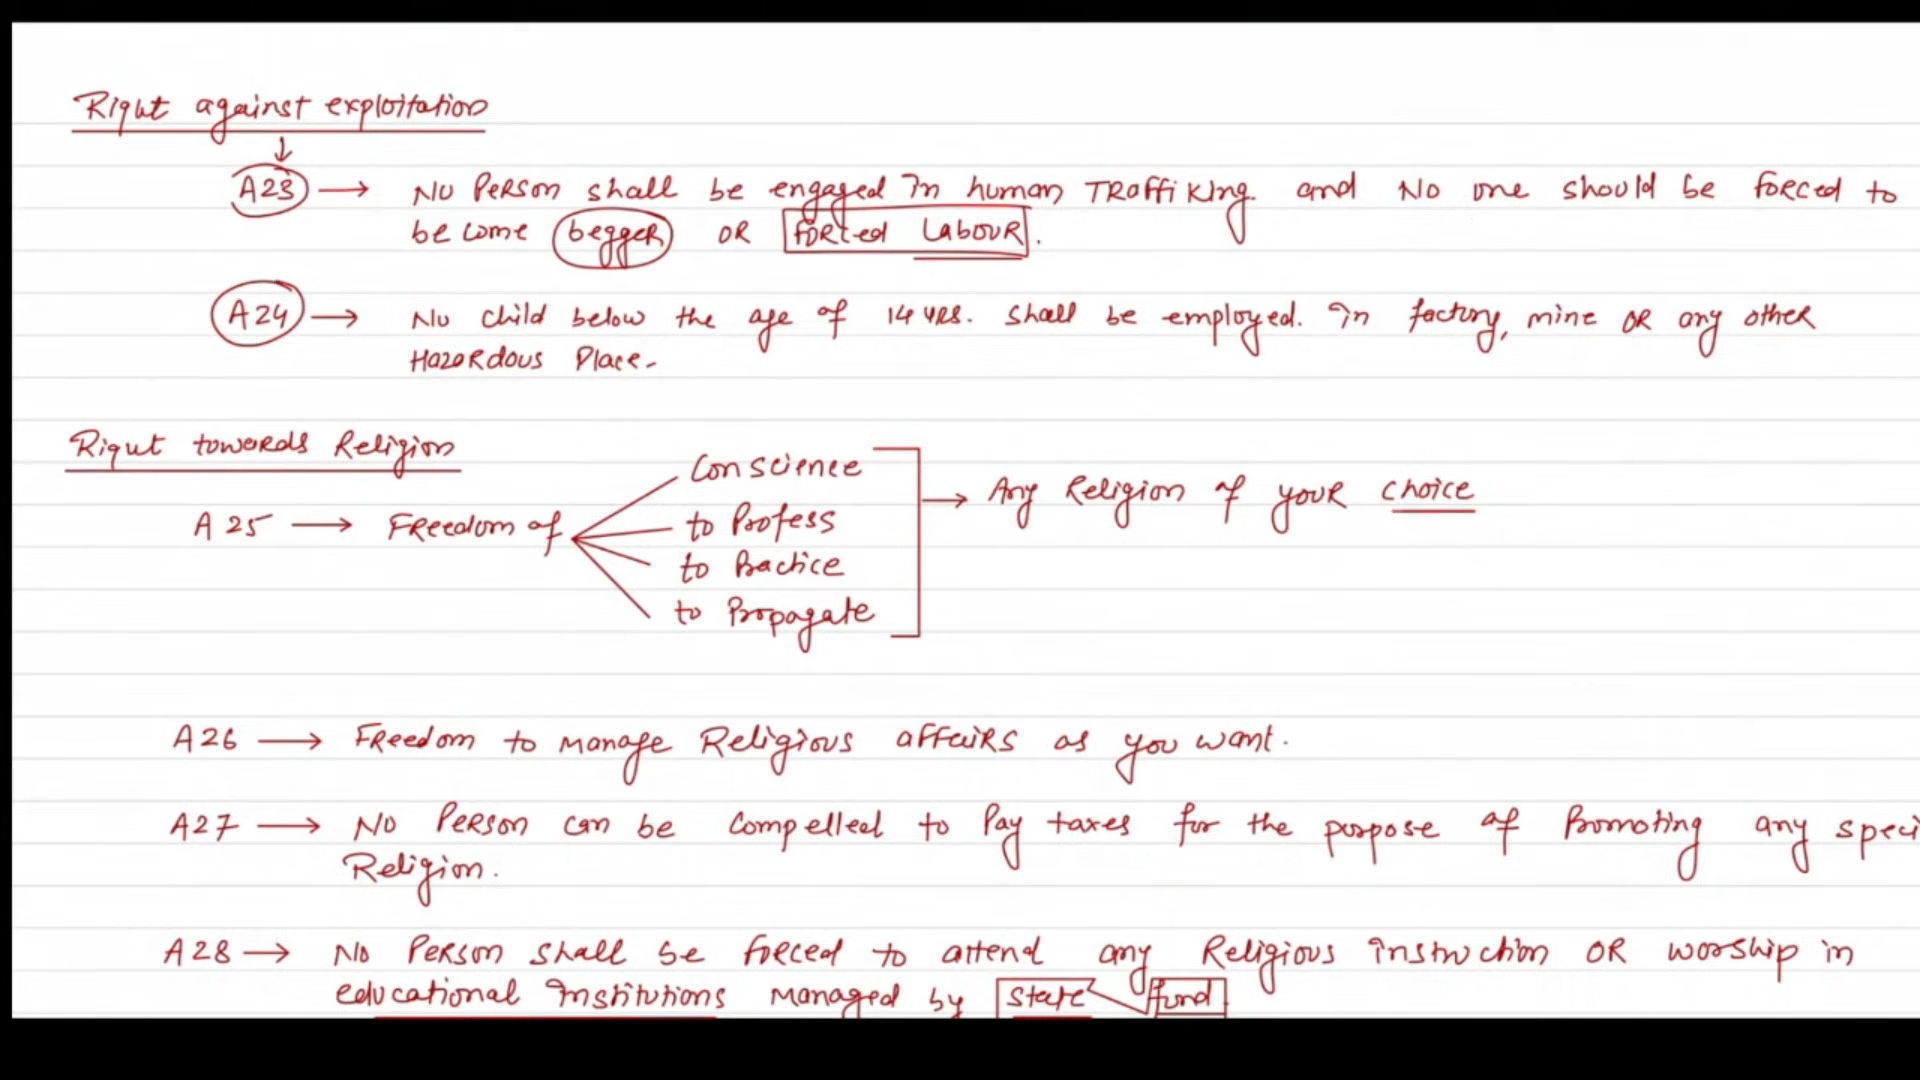 Right against exploitation
↓
A23 → No Person shall be engaged in human TRaffiking and No one should be forced to
become begger OR forced Labour.
A24 → No child below the age of 14 yrs. shall be employed. in factory, mine OR any other
HazaRdous Place.
Right towards Religion
Conscience
A 25 → Freedom of to Profess → Any Religion of your choice
to Practice
to Propagate
A26 → Freedom to manage Religious affairs as you want.
A27 → No Person can be compelled to Pay taxes for the purpose of Promoting any speci
Religion.
A28 → No Person shall be forced to attend any Religious instruction OR worship in
educational institutions managed by state fund